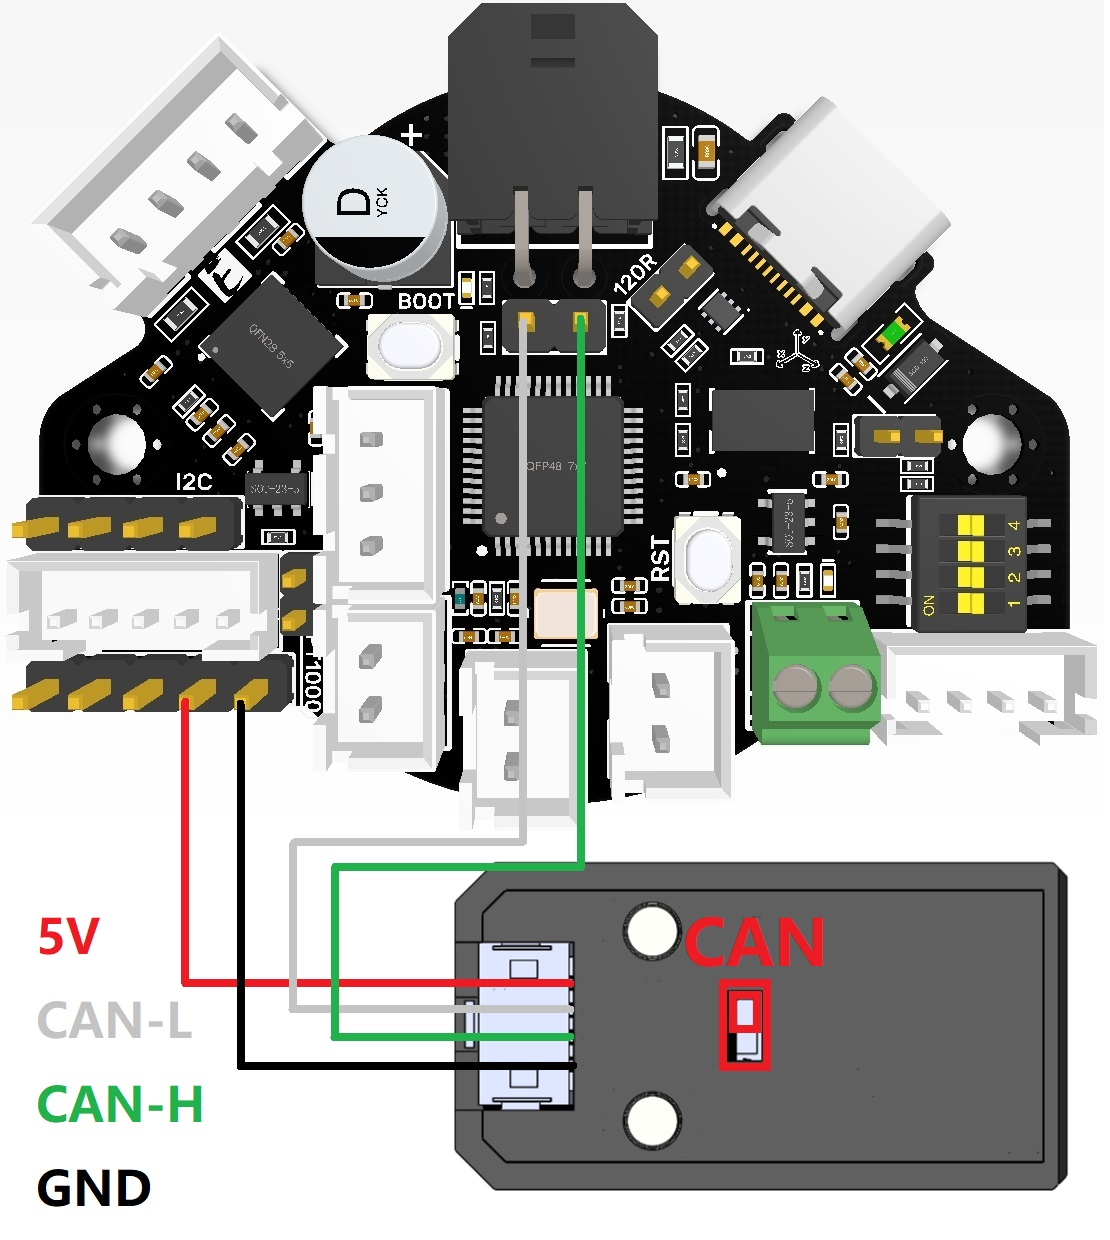 +
D
YCK
120R
BOOT
QFN28 5x5
I2C
QFP48 7x7
RST
ON
4
3
2
1
CAN
5V
CAN-L
CAN-H
GND